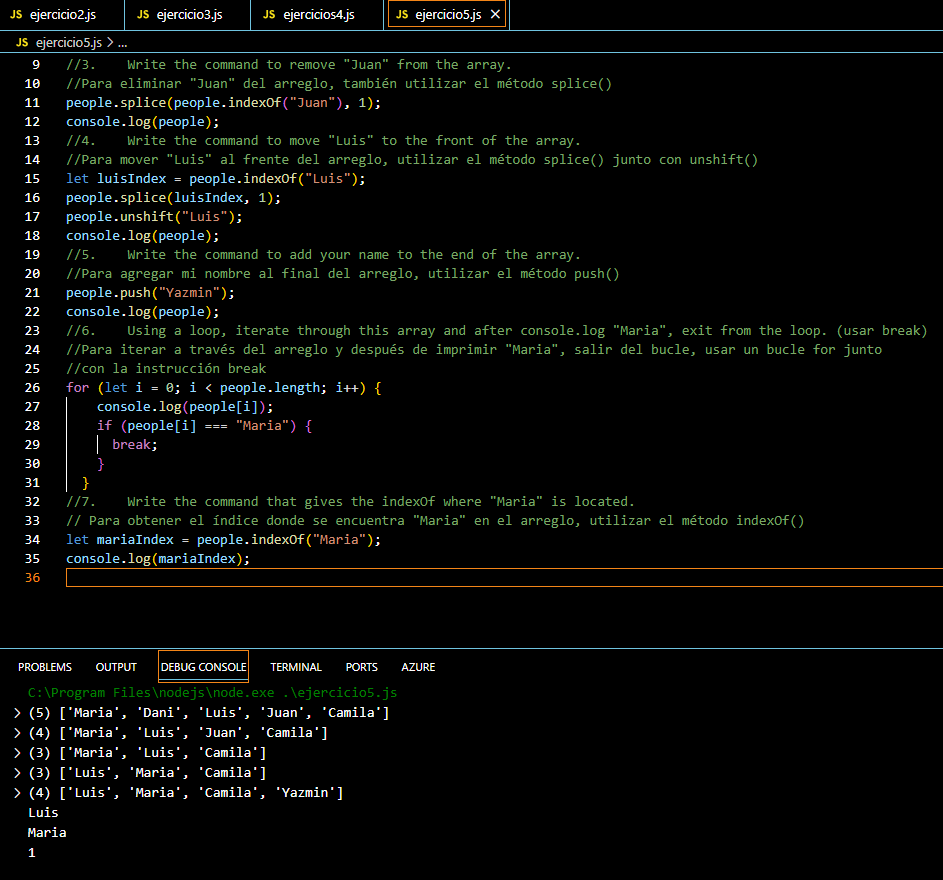 JS ejercicio2.js JS ejercicio3.js JS ejercicios4.js JS ejercicio5.js ✕
JS ejercicio5.js > ...
9 //3.    Write the command to remove "Juan" from the array.
10 //Para eliminar "Juan" del arreglo, también utilizar el método splice()
11 people.splice(people.indexOf("Juan"), 1);
12 console.log(people);
13 //4.    Write the command to move "Luis" to the front of the array.
14 //Para mover "Luis" al frente del arreglo, utilizar el método splice() junto con unshift()
15 let luisIndex = people.indexOf("Luis");
16 people.splice(luisIndex, 1);
17 people.unshift("Luis");
18 console.log(people);
19 //5.    Write the command to add your name to the end of the array.
20 //Para agregar mi nombre al final del arreglo, utilizar el método push()
21 people.push("Yazmin");
22 console.log(people);
23 //6.    Using a loop, iterate through this array and after console.log "Maria", exit from the loop. (usar break)
24 //Para iterar a través del arreglo y después de imprimir "Maria", salir del bucle, usar un bucle for junto
25 //con la instrucción break
26 for (let i = 0; i < people.length; i++) {
27     console.log(people[i]);
28     if (people[i] === "Maria") {
29       break;
30     }
31   }
32 //7.    Write the command that gives the indexOf where "Maria" is located.
33 // Para obtener el índice donde se encuentra "Maria" en el arreglo, utilizar el método indexOf()
34 let mariaIndex = people.indexOf("Maria");
35 console.log(mariaIndex);
36
PROBLEMS OUTPUT DEBUG CONSOLE TERMINAL PORTS AZURE
C:\Program Files\nodejs\node.exe .\ejercicio5.js
> (5) ['Maria', 'Dani', 'Luis', 'Juan', 'Camila']
> (4) ['Maria', 'Luis', 'Juan', 'Camila']
> (3) ['Maria', 'Luis', 'Camila']
> (3) ['Luis', 'Maria', 'Camila']
> (4) ['Luis', 'Maria', 'Camila', 'Yazmin']
Luis
Maria
1